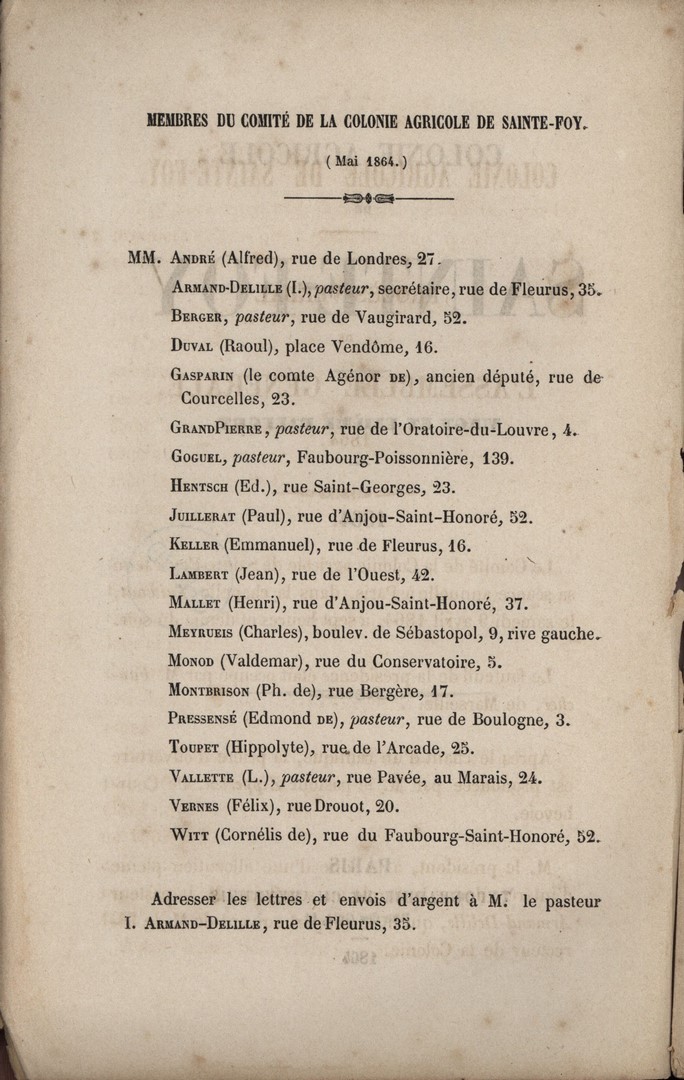 MEMBRES DU COMITÉ DE LA COLONIE AGRICOLE DE SAINTE-FOY.
(Mai 1864.)
MM. ANDRÉ (Alfred), rue de Londres, 27.
ARMAND-DELILLE (I.), pasteur, secrétaire, rue de Fleurus, 35.
BERGER, pasteur, rue de Vaugirard, 52.
DUVAL (Raoul), place Vendôme, 16.
GASPARIN (le comte Agénor DE), ancien député, rue de
Courcelles, 23.
GRANDPIERRE, pasteur, rue de l'Oratoire-du-Louvre, 4.
GOGUEL, pasteur, Faubourg-Poissonnière, 139.
HENTSCH (Ed.), rue Saint-Georges, 23.
JUILLERAT (Paul), rue d'Anjou-Saint-Honoré, 52.
KELLER (Emmanuel), rue de Fleurus, 16.
LAMBERT (Jean), rue de l'Ouest, 42.
MALLET (Henri), rue d'Anjou-Saint-Honoré, 37.
MEYRUEIS (Charles), boulev. de Sébastopol, 9, rive gauche.
MONOD (Valdemar), rue du Conservatoire, 5.
MONTBRISON (Ph. de), rue Bergère, 17.
PRESSENSÉ (Edmond DE), pasteur, rue de Boulogne, 3.
TOUPET (Hippolyte), rue de l'Arcade, 25.
VALLETTE (L.), pasteur, rue Pavée, au Marais, 24.
VERNES (Félix), rue Drouot, 20.
WITT (Cornélis de), rue du Faubourg-Saint-Honoré, 52.
Adresser les lettres et envois d'argent à M. le pasteur
I. ARMAND-DELILLE, rue de Fleurus, 35.